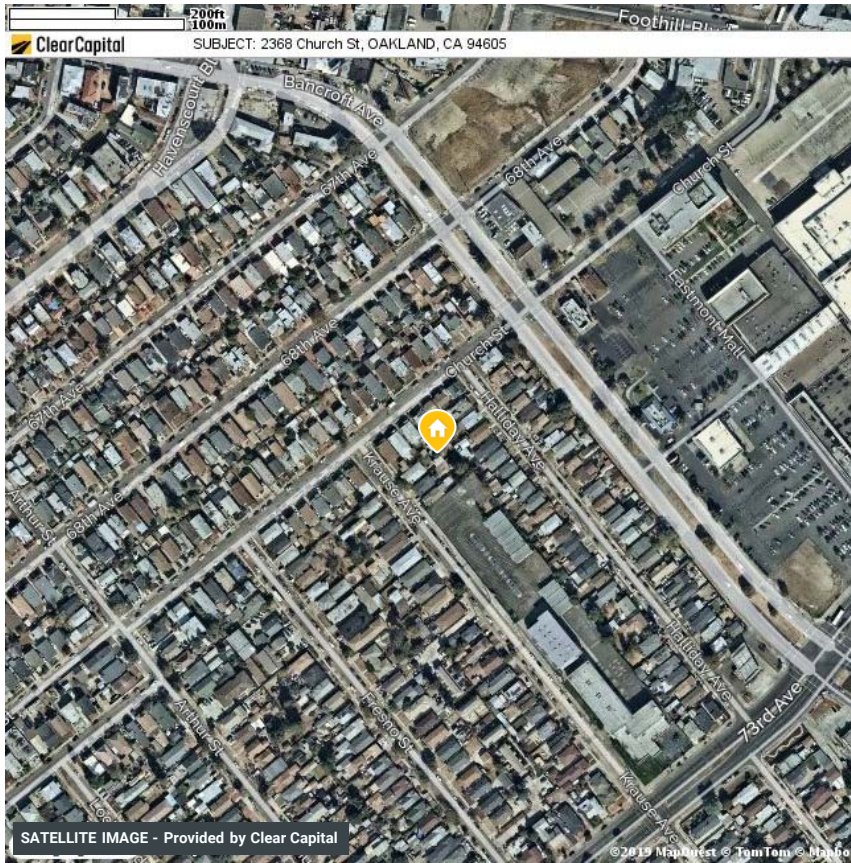 200ft
100m
Foothill Blvd
ClearCapital
SUBJECT: 2368 Church St, OAKLAND, CA 94605
Havenscourt Bl
Bancroft Ave
67th Ave
68th Ave
Church St
Eastmont Mall
68th Ave
Church St
67th Ave
Halliday Ave
Krause Ave
Arthur St
68th Ave
Halliday Ave
Fresno St
Arthur St
73rd Ave
Krause Ave
SATELLITE IMAGE - Provided by Clear Capital
©2019 MapQuest © TomTom © Mapbo